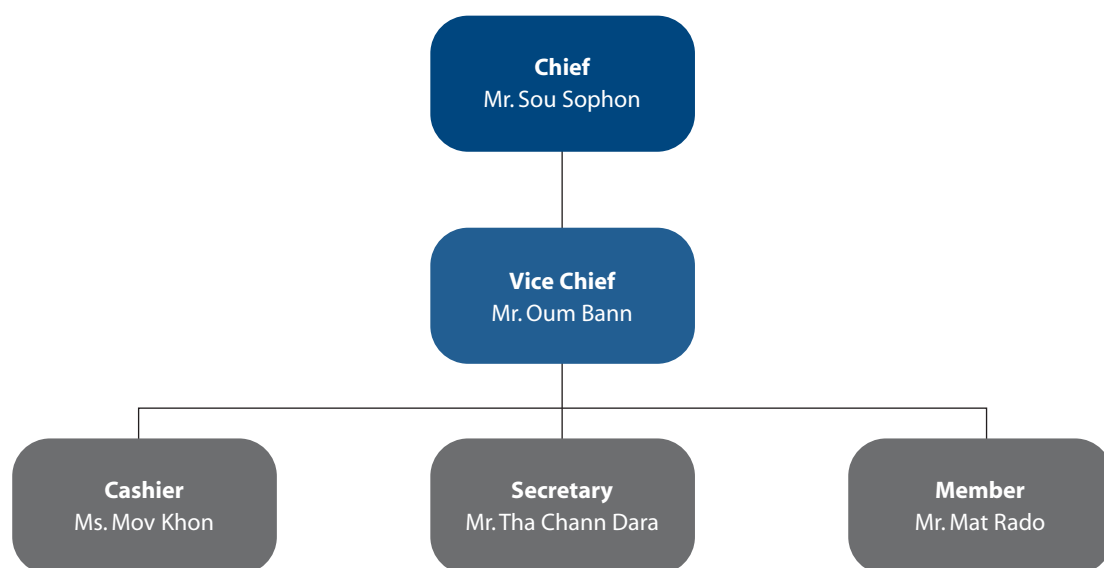 Chief
Mr. Sou Sophon
Vice Chief
Mr. Oum Bann
Cashier
Ms. Mov Khon
Secretary
Mr. Tha Chann Dara
Member
Mr. Mat Rado